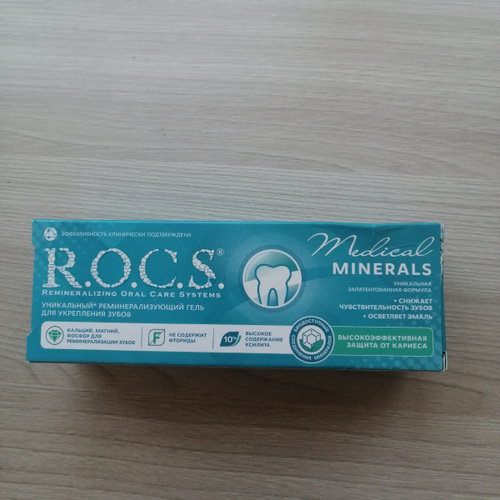 ЭФФЕКТИВНОСТЬ КЛИНИЧЕСКИ ПОДТВЕРЖДЕНА
R.O.C.S.®
REMINERALIZING ORAL CARE SYSTEMS
УНИКАЛЬНЫЙ* РЕМИНЕРАЛИЗУЮЩИЙ ГЕЛЬ
ДЛЯ УКРЕПЛЕНИЯ ЗУБОВ
КАЛЬЦИЙ, МАГНИЙ,
ФОСФОР ДЛЯ
РЕМИНЕРАЛИЗАЦИИ ЗУБОВ
F
НЕ СОДЕРЖИТ
ФТОРИДЫ
10%
ВЫСОКОЕ
СОДЕРЖАНИЕ
КСИЛИТА
Medical
MINERALS
УНИКАЛЬНАЯ
ЗАПАТЕНТОВАННАЯ ФОРМУЛА
• СНИЖАЕТ
ЧУВСТВИТЕЛЬНОСТЬ ЗУБОВ
• ОСВЕТЛЯЕТ ЭМАЛЬ
БИОДОСТУПНЫЕ
ВЫСОКОЭФФЕКТИВНАЯ
ЗАЩИТА ОТ КАРИЕСА